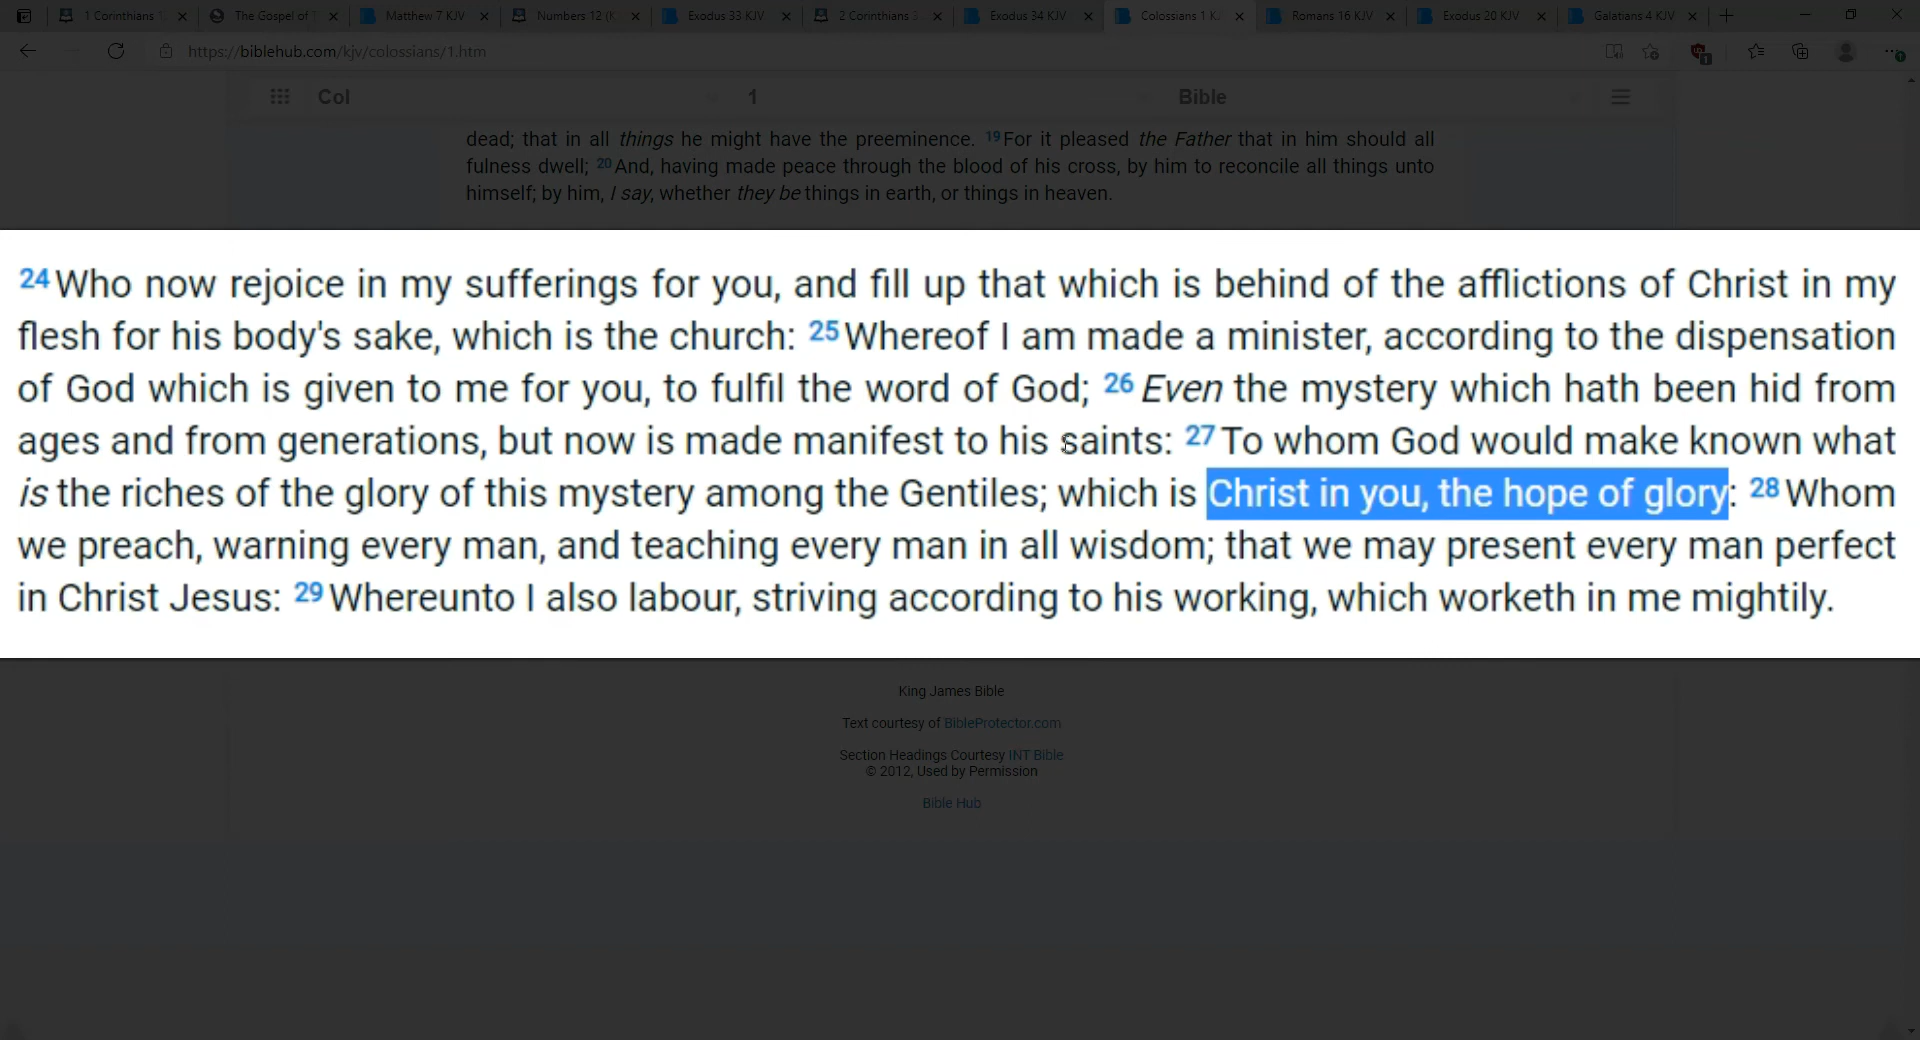 1 Corinthians
The Gospel of
Matthew 7 KJV
Numbers 12
Exodus 33 KJV
2 Corinthians 3
Exodus 34 KJV
Colossians 1 K
Romans 16 KJV
Exodus 20 KJV
Galatians 4 KJV
https://biblehub.com/kjv/colossians/1.htm
Col 1 Bible
dead; that in all things he might have the preeminence. 19 For it pleased the Father that in him should all
fulness dwell; 20 And, having made peace through the blood of his cross, by him to reconcile all things unto
himself; by him, I say, whether they be things in earth, or things in heaven.
24 Who now rejoice in my sufferings for you, and fill up that which is behind of the afflictions of Christ in my
flesh for his body's sake, which is the church: 25 Whereof I am made a minister, according to the dispensation
of God which is given to me for you, to fulfil the word of God; 26 Even the mystery which hath been hid from
ages and from generations, but now is made manifest to his saints: 27 To whom God would make known what
is the riches of the glory of this mystery among the Gentiles; which is Christ in you, the hope of glory: 28 Whom
we preach, warning every man, and teaching every man in all wisdom; that we may present every man perfect
in Christ Jesus: 29 Whereunto I also labour, striving according to his working, which worketh in me mightily.
King James Bible
Text courtesy of BibleProtector.com
Section Headings Courtesy INT Bible
© 2012, Used by Permission
Bible Hub